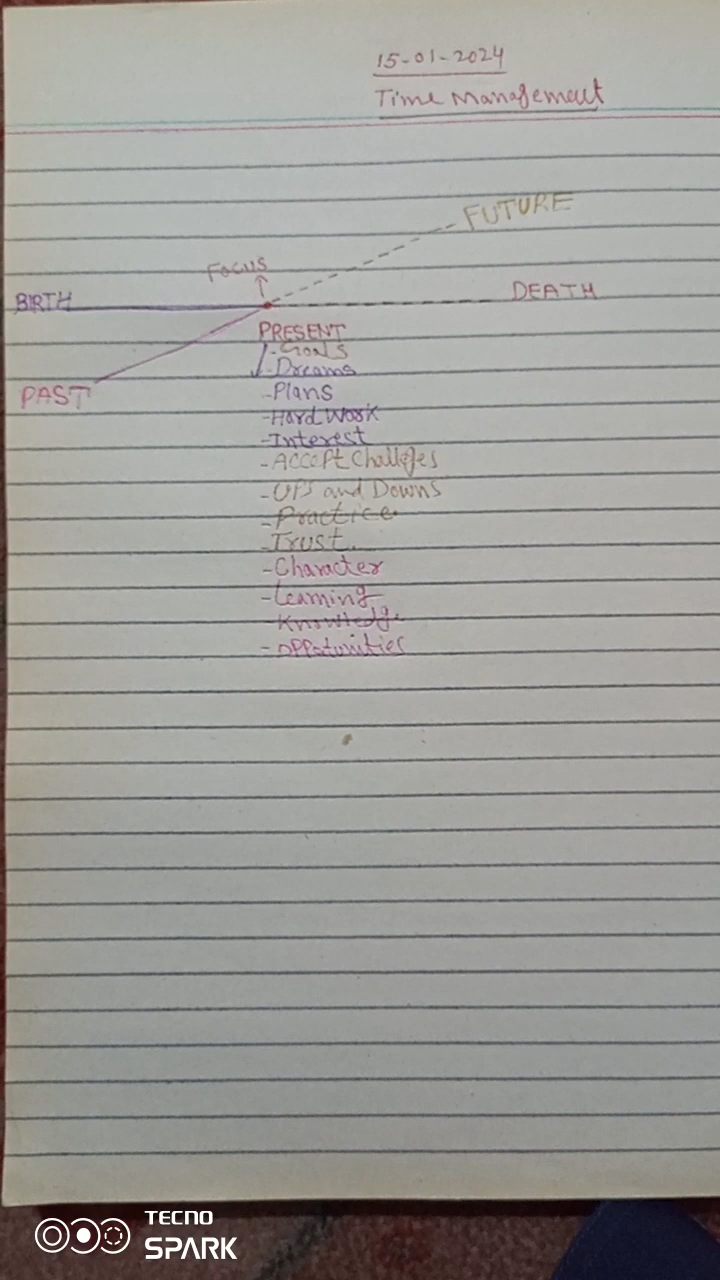 15-01-2024
Time Management
FUTURE
FOCUS
BIRTH
DEATH
PRESENT
PAST
- Goals
- Dreams
- Plans
- Hard Work
- Interest
- Accept Challefes
- UPS and Downs
- Practice.
- Trust.
- Character
- Learning
- Knowledge
- OPPotunities
TECNO
SPARK